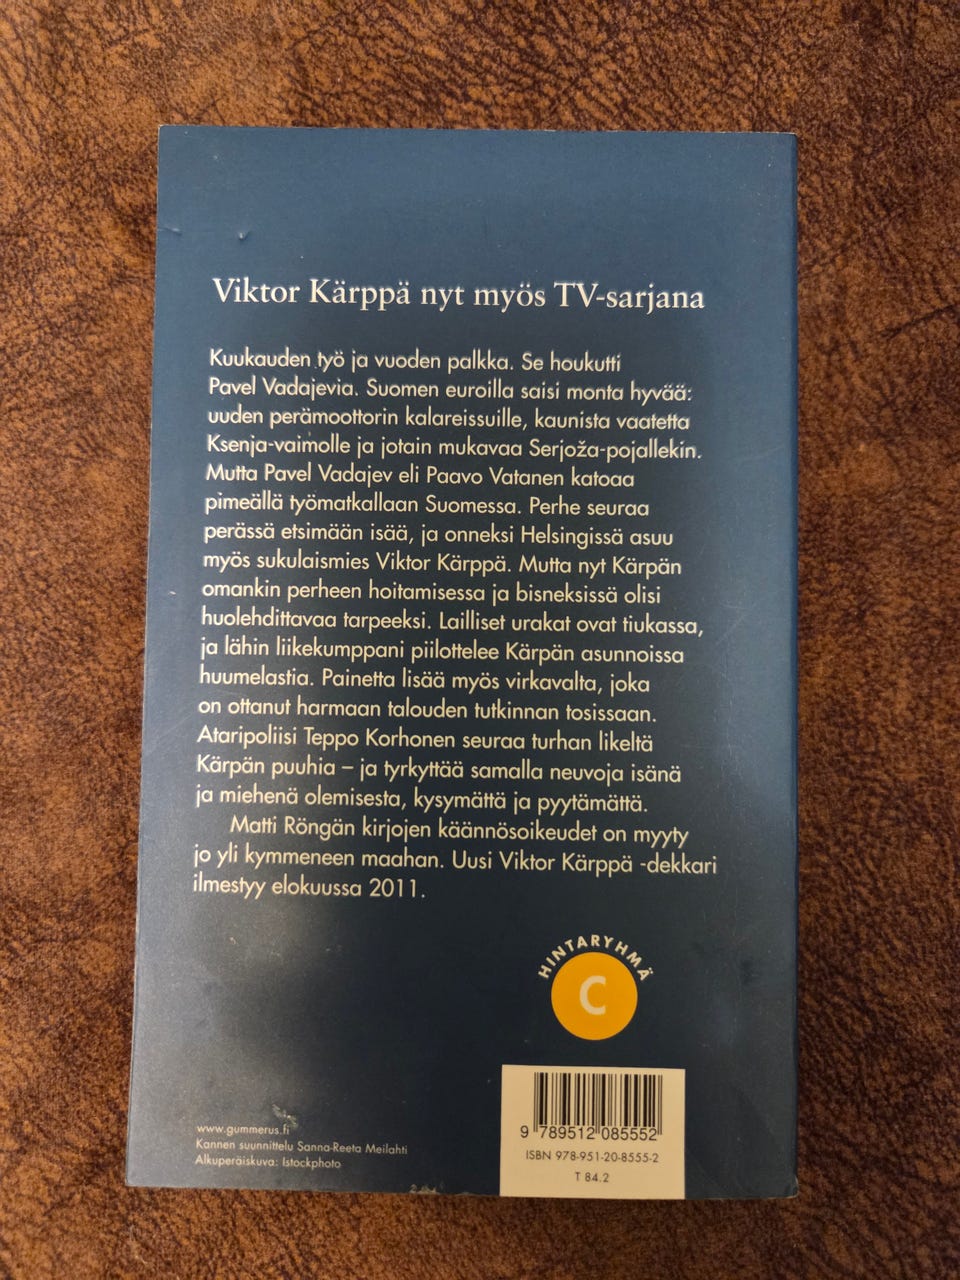 Viktor Kärppä nyt myös TV-sarjana
Kuukauden työ ja vuoden palkka. Se houkutti
Pavel Vadajevia. Suomen euroilla saisi monta hyvää:
uuden perämoottorin kalareissuille, kaunista vaatetta
Ksenja-vaimolle ja jotain mukavaa Serjoža-pojallekin.
Mutta Pavel Vadajev eli Paavo Vatanen katoaa
pimeällä työmatkallaan Suomessa. Perhe seuraa
perässä etsimään isää, ja onneksi Helsingissä asuu
myös sukulaismies Viktor Kärppä. Mutta nyt Kärpän
omankin perheen hoitamisessa ja bisneksissä olisi
huolehdittavaa tarpeeksi. Lailliset urakat ovat tiukassa,
ja lähin liikekumppani piilottelee Kärpän asunnoissa
huumelastia. Painetta lisää myös virkavalta, joka
on ottanut harmaan talouden tutkinnan tosissaan.
Ataripoliisi Teppo Korhonen seuraa turhan likeltä
Kärpän puuhia – ja tyrkyttää samalla neuvoja isänä
ja miehenä olemisesta, kysymättä ja pyytämättä.
Matti Röngän kirjojen käännösoikeudet on myyty
jo yli kymmeneen maahan. Uusi Viktor Kärppä -dekkari
ilmestyy elokuussa 2011.
HINTARYHMÄ
C
www.gummerus.fi
Kannen suunnittelu Sanna-Reeta Meilahti
Alkuperäiskuva: Istockphoto
9 789512 085552
ISBN 978-951-20-8555-2
T 84.2